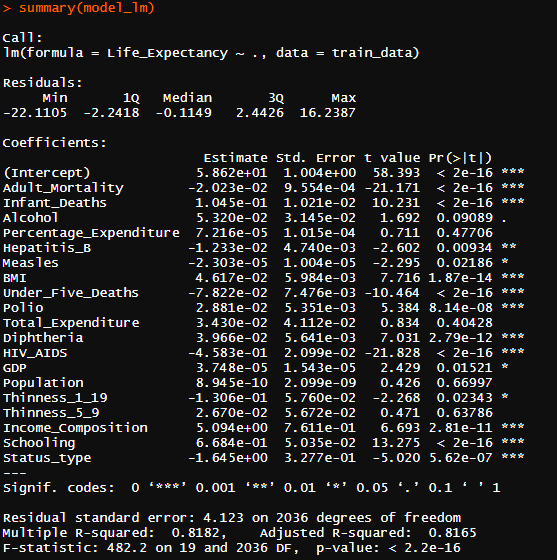 > summary(model_lm)

Call:
lm(formula = Life_Expectancy ~ ., data = train_data)

Residuals:
     Min       1Q   Median       3Q      Max
-22.1105  -2.2418  -0.1149   2.4426  16.2387

Coefficients:
                         Estimate Std. Error t value Pr(>|t|)
(Intercept)             5.862e+01  1.004e+00  58.393  < 2e-16 ***
Adult_Mortality        -2.023e-02  9.554e-04 -21.171  < 2e-16 ***
Infant_Deaths           1.045e-01  1.021e-02  10.231  < 2e-16 ***
Alcohol                 5.320e-02  3.145e-02   1.692  0.09089 .
Percentage_Expenditure  7.216e-05  1.015e-04   0.711  0.47706
Hepatitis_B            -1.233e-02  4.740e-03  -2.602  0.00934 **
Measles                -2.303e-05  1.004e-05  -2.295  0.02186 *
BMI                     4.617e-02  5.984e-03   7.716 1.87e-14 ***
Under_Five_Deaths      -7.822e-02  7.476e-03 -10.464  < 2e-16 ***
Polio                   2.881e-02  5.351e-03   5.384 8.14e-08 ***
Total_Expenditure       3.430e-02  4.112e-02   0.834  0.40428
Diphtheria              3.966e-02  5.641e-03   7.031 2.79e-12 ***
HIV_AIDS               -4.583e-01  2.099e-02 -21.828  < 2e-16 ***
GDP                     3.748e-05  1.543e-05   2.429  0.01521 *
Population              8.945e-10  2.099e-09   0.426  0.66997
Thinness_1_19          -1.306e-01  5.760e-02  -2.268  0.02343 *
Thinness_5_9            2.670e-02  5.672e-02   0.471  0.63786
Income_Composition      5.094e+00  7.611e-01   6.693 2.81e-11 ***
Schooling               6.684e-01  5.035e-02  13.275  < 2e-16 ***
Status_type            -1.645e+00  3.277e-01  -5.020 5.62e-07 ***
---
Signif. codes:  0 ‘***’ 0.001 ‘**’ 0.01 ‘*’ 0.05 ‘.’ 0.1 ‘ ’ 1

Residual standard error: 4.123 on 2036 degrees of freedom
Multiple R-squared:  0.8182,	Adjusted R-squared:  0.8165
F-statistic: 482.2 on 19 and 2036 DF,  p-value: < 2.2e-16